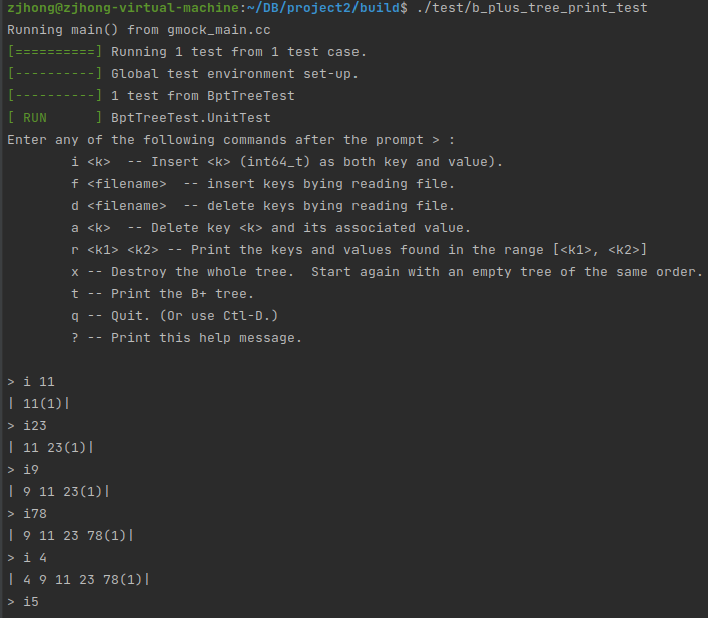 zjhong@zjhong-virtual-machine:~/DB/project2/build$ ./test/b_plus_tree_print_test
Running main() from gmock_main.cc
[==========] Running 1 test from 1 test case.
[----------] Global test environment set-up.
[----------] 1 test from BptTreeTest
[ RUN      ] BptTreeTest.UnitTest
Enter any of the following commands after the prompt > :
        i <k>  -- Insert <k> (int64_t) as both key and value).
        f <filename>  -- insert keys bying reading file.
        d <filename>  -- delete keys bying reading file.
        a <k>  -- Delete key <k> and its associated value.
        r <k1> <k2> -- Print the keys and values found in the range [<k1>, <k2>]
        x -- Destroy the whole tree.  Start again with an empty tree of the same order.
        t -- Print the B+ tree.
        q -- Quit. (Or use Ctl-D.)
        ? -- Print this help message.
> i 11
| 11(1)|
> i23
| 11 23(1)|
> i9
| 9 11 23(1)|
> i78
| 9 11 23 78(1)|
> i 4
| 4 9 11 23 78(1)|
> i5